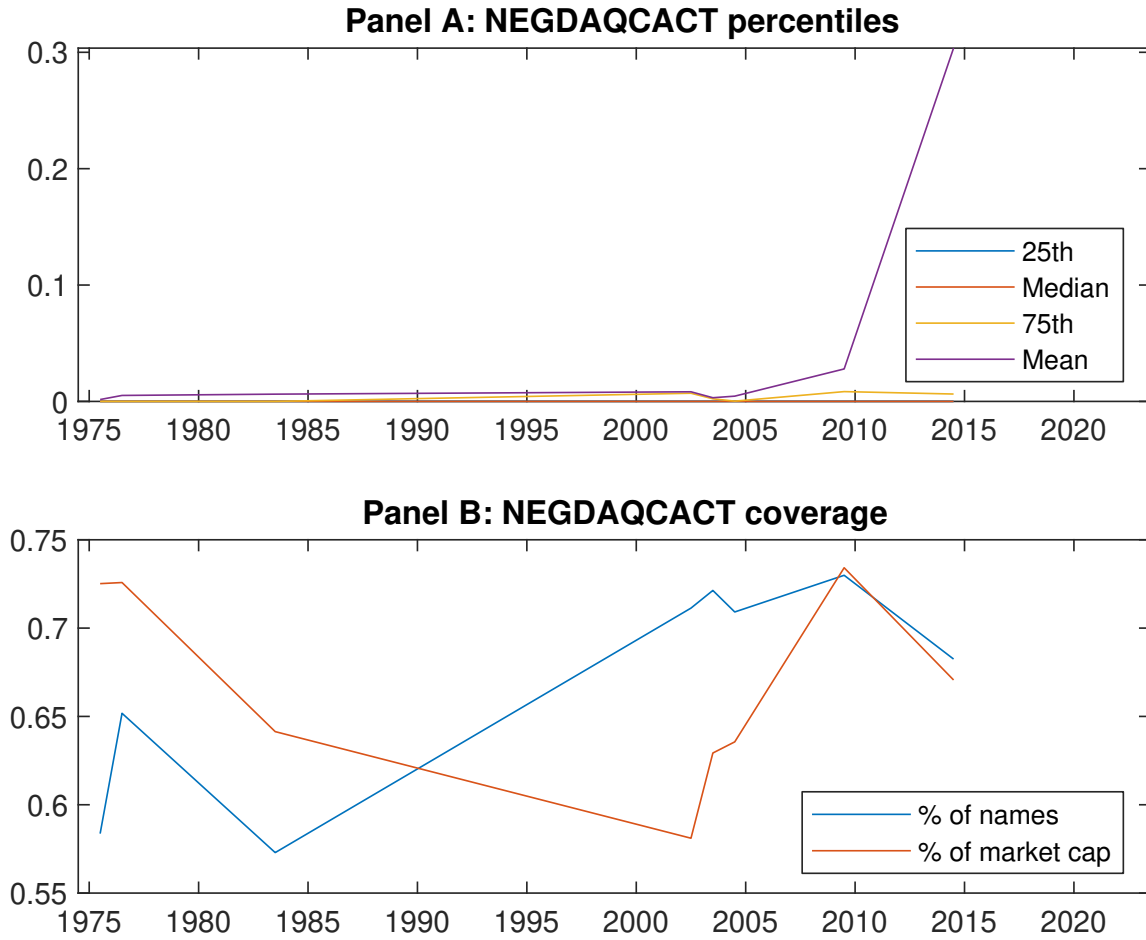 Panel A: NEGDAQCACT percentiles
0.3
0.2
0.1
0
25th
Median
75th
Mean
1975 1980 1985 1990 1995 2000 2005 2010 2015 2020
Panel B: NEGDAQCACT coverage
0.75
0.7
0.65
0.6
0.55
% of names
% of market cap
1975 1980 1985 1990 1995 2000 2005 2010 2015 2020